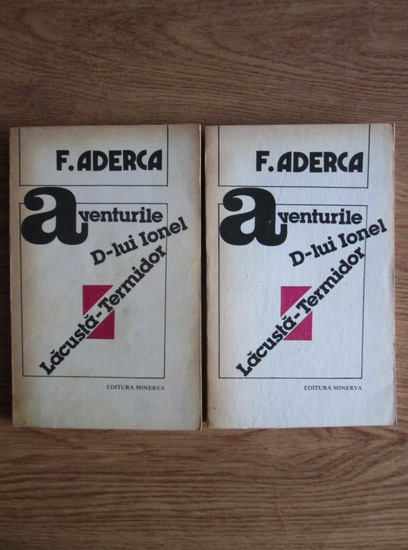 F. ADERCA
aventurile
D-lui Ionel
Lăcustă-Termidor
EDITURA MINERVA
F. ADERCA
aventurile
D-lui Ionel
Lăcustă-Termidor
EDITURA MINERVA